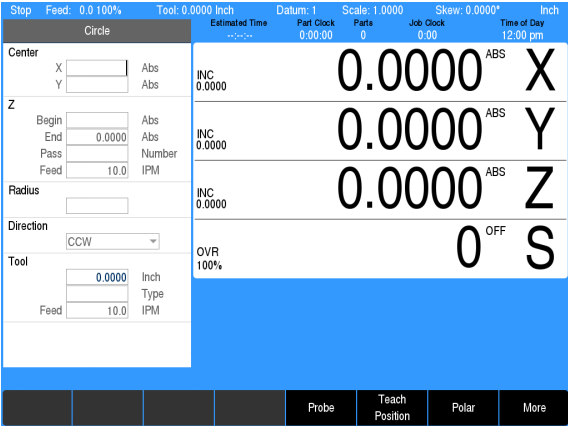 Stop Feed: 0.0 100% Tool: 0.0000 Inch Datum: 1 Scale: 1.0000 Skew: 0.0000° Inch
Estimated Time Part Clock Parts Job Clock Time of Day
--:--:-- 0:00:00 0 0:00 12:00 pm
Circle
Center
X Abs
Y Abs
Z
Begin Abs
End 0.0000 Abs
Pass Number
Feed 10.0 IPM
Radius
Direction
CCW
Tool
0.0000 Inch
Type
Feed 10.0 IPM
INC
0.0000
0.0000 ABS X
INC
0.0000
0.0000 ABS Y
INC
0.0000
0.0000 ABS Z
OVR
100%
0 OFF S
Probe Teach Position Polar More